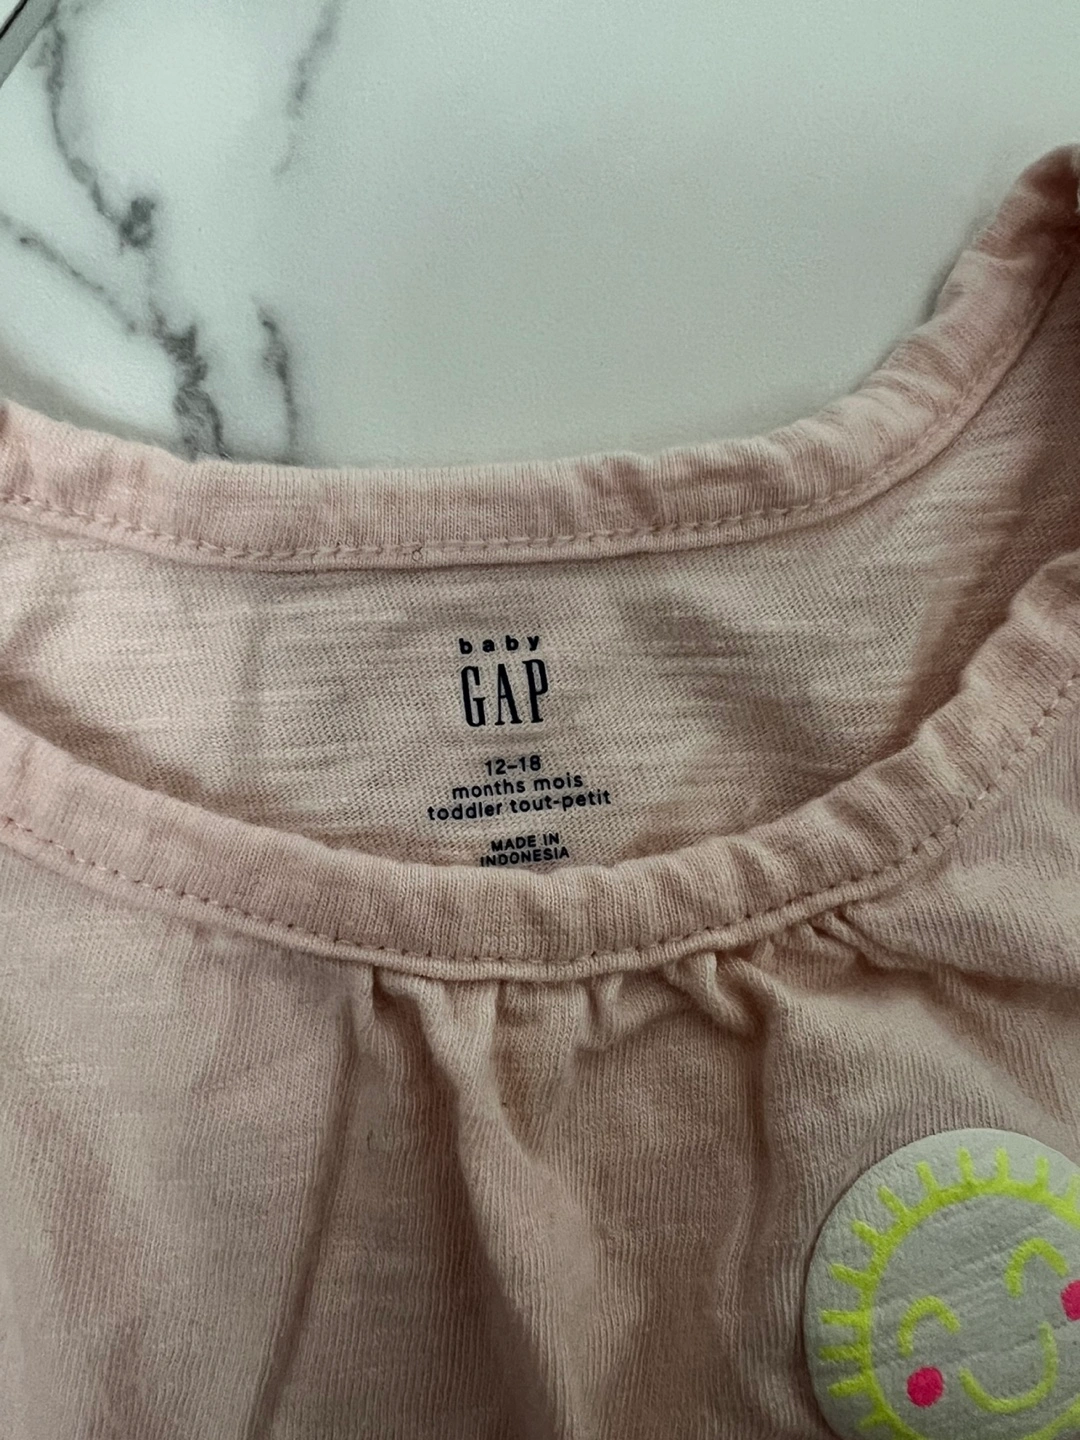 baby
GAP
12-18
months mois
toddler tout-petit
MADE IN
INDONESIA